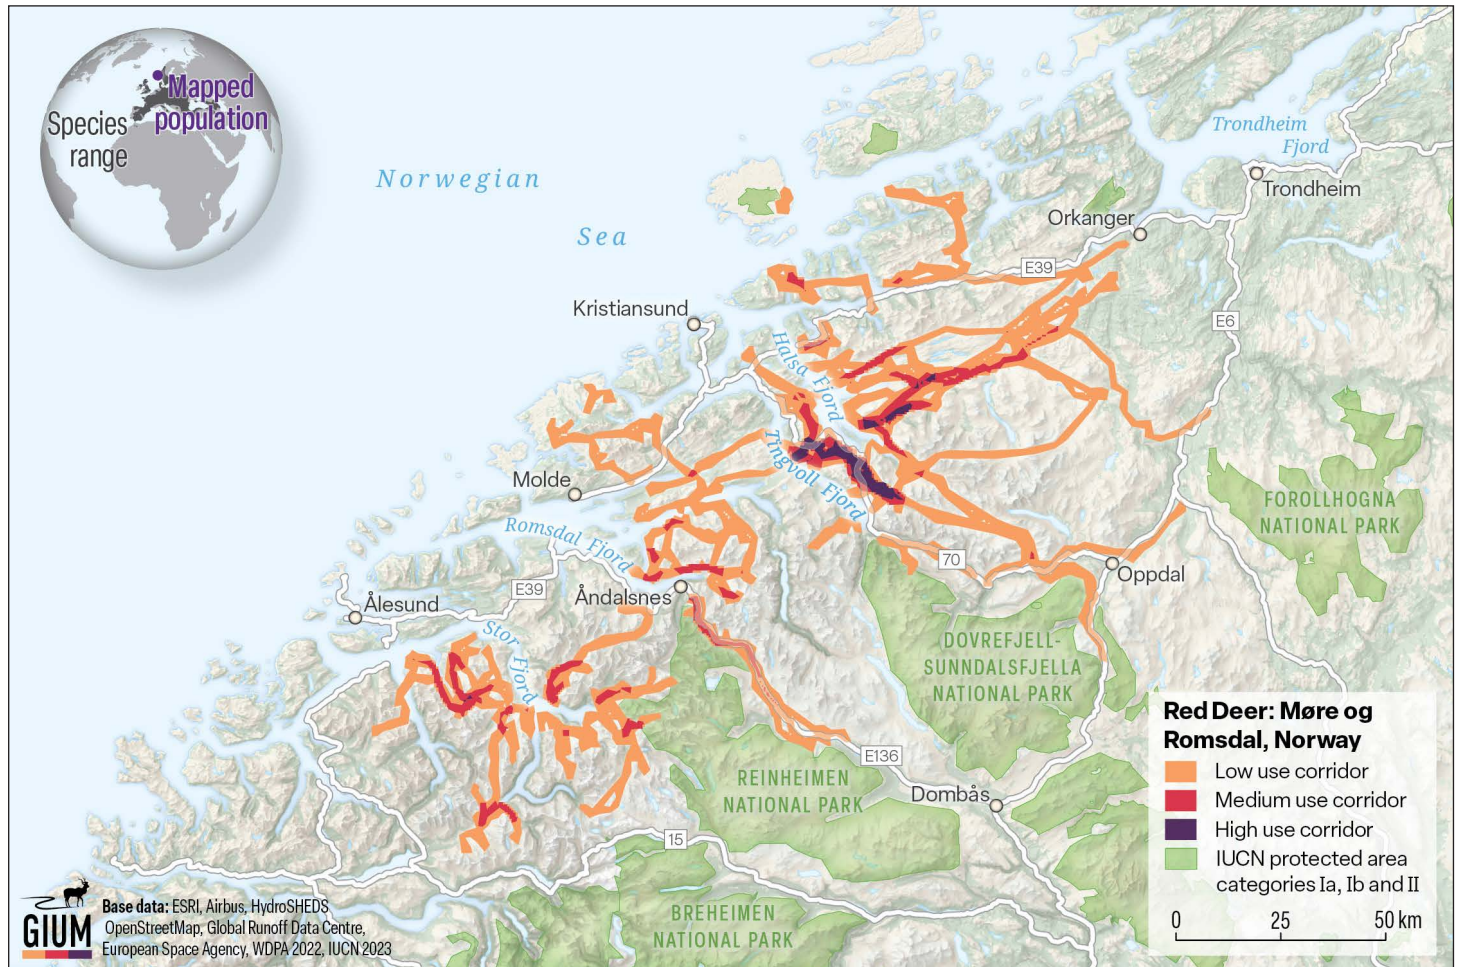 Mapped
population
Species
range
Norwegian
Sea
Trondheim
Fjord
Trondheim
Orkanger
E39
Kristiansund
E6
Halsa Fjord
Tingvoll Fjord
Molde
Romsdal Fjord
FOROLLHOGNA
NATIONAL PARK
70
Oppdal
E39
Åndalsnes
Ålesund
Stor Fjord
DOVREFJELL-
SUNNDALSFJELLA
NATIONAL PARK
E136
REINHEIMEN
NATIONAL PARK
Dombås
15
BREHEIMEN
NATIONAL PARK
Red Deer: Møre og
Romsdal, Norway
Low use corridor
Medium use corridor
High use corridor
IUCN protected area
categories Ia, Ib and II
0 25 50 km
GIUM
Base data: ESRI, Airbus, HydroSHEDS
OpenStreetMap, Global Runoff Data Centre,
European Space Agency, WDPA 2022, IUCN 2023